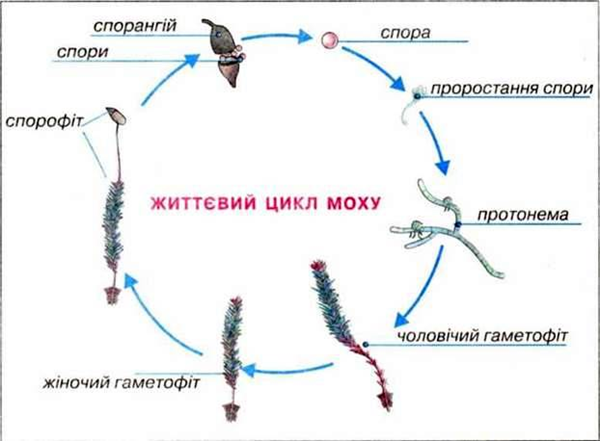 спорангій
спори
спора
проростання спори
спорофіт
ЖИТТЄВИЙ ЦИКЛ МОХУ
протонема
чоловічий гаметофіт
жіночий гаметофіт